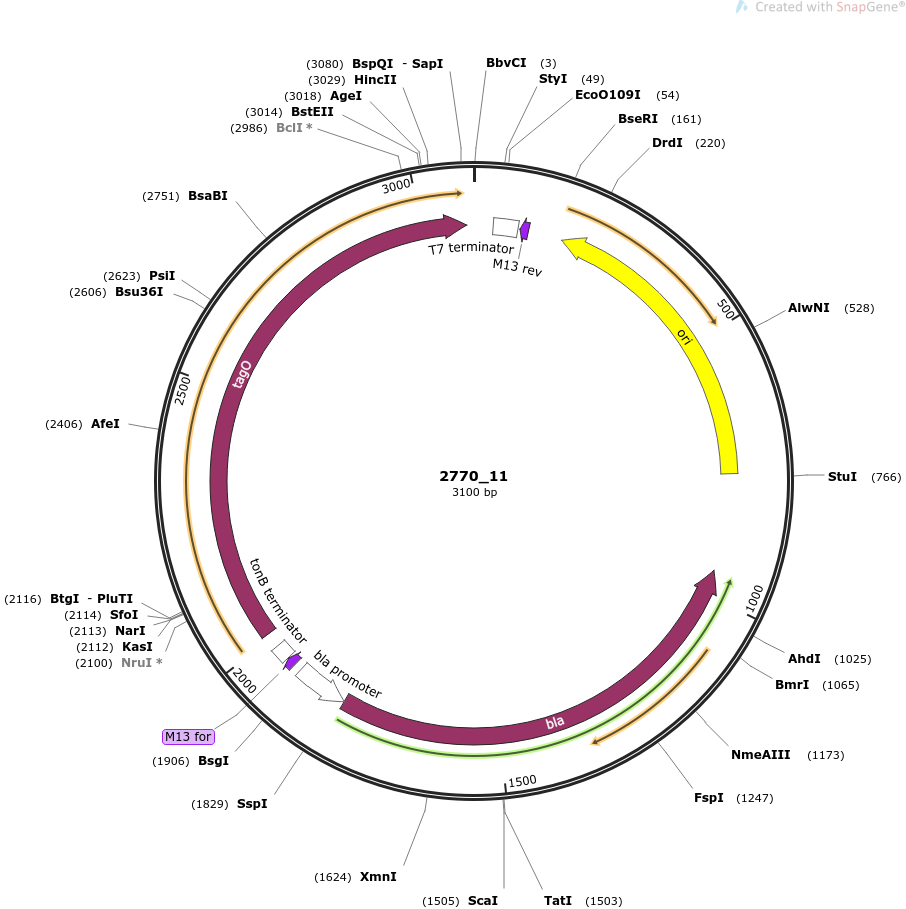 Created with SnapGene®
(3080) BspQI - SapI
(3029) HincII
(3018) AgeI
(3014) BstEII
(2986) BclI *
BbvCI (3)
StyI (49)
EcoO109I (54)
BseRI (161)
DrdI (220)
(2751) BsaBI
3000
T7 terminator
M13 rev
(2623) PsiI
(2606) Bsu36I
500
AlwNI (528)
ori
tagO
2500
(2406) AfeI
2770_11
3100 bp
StuI (766)
(2116) BtgI - PluTI
(2114) SfoI
(2113) NarI
(2112) KasI
(2100) NruI *
tonB terminator
1000
AhdI (1025)
BmrI (1065)
2000
bla promoter
bla
M13 for
(1906) BsgI
NmeAIII (1173)
FspI (1247)
(1829) SspI
1500
(1624) XmnI
(1505) ScaI
TatI (1503)